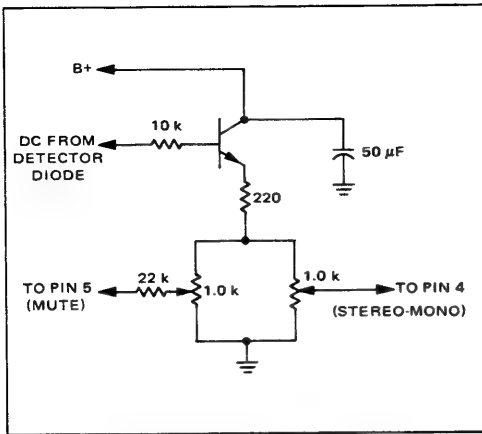 B+
10 k
DC FROM
DETECTOR
DIODE
50 µF
220
22 k
1.0 k
1.0 k
TO PIN 5
(MUTE)
TO PIN 4
(STEREO-MONO)